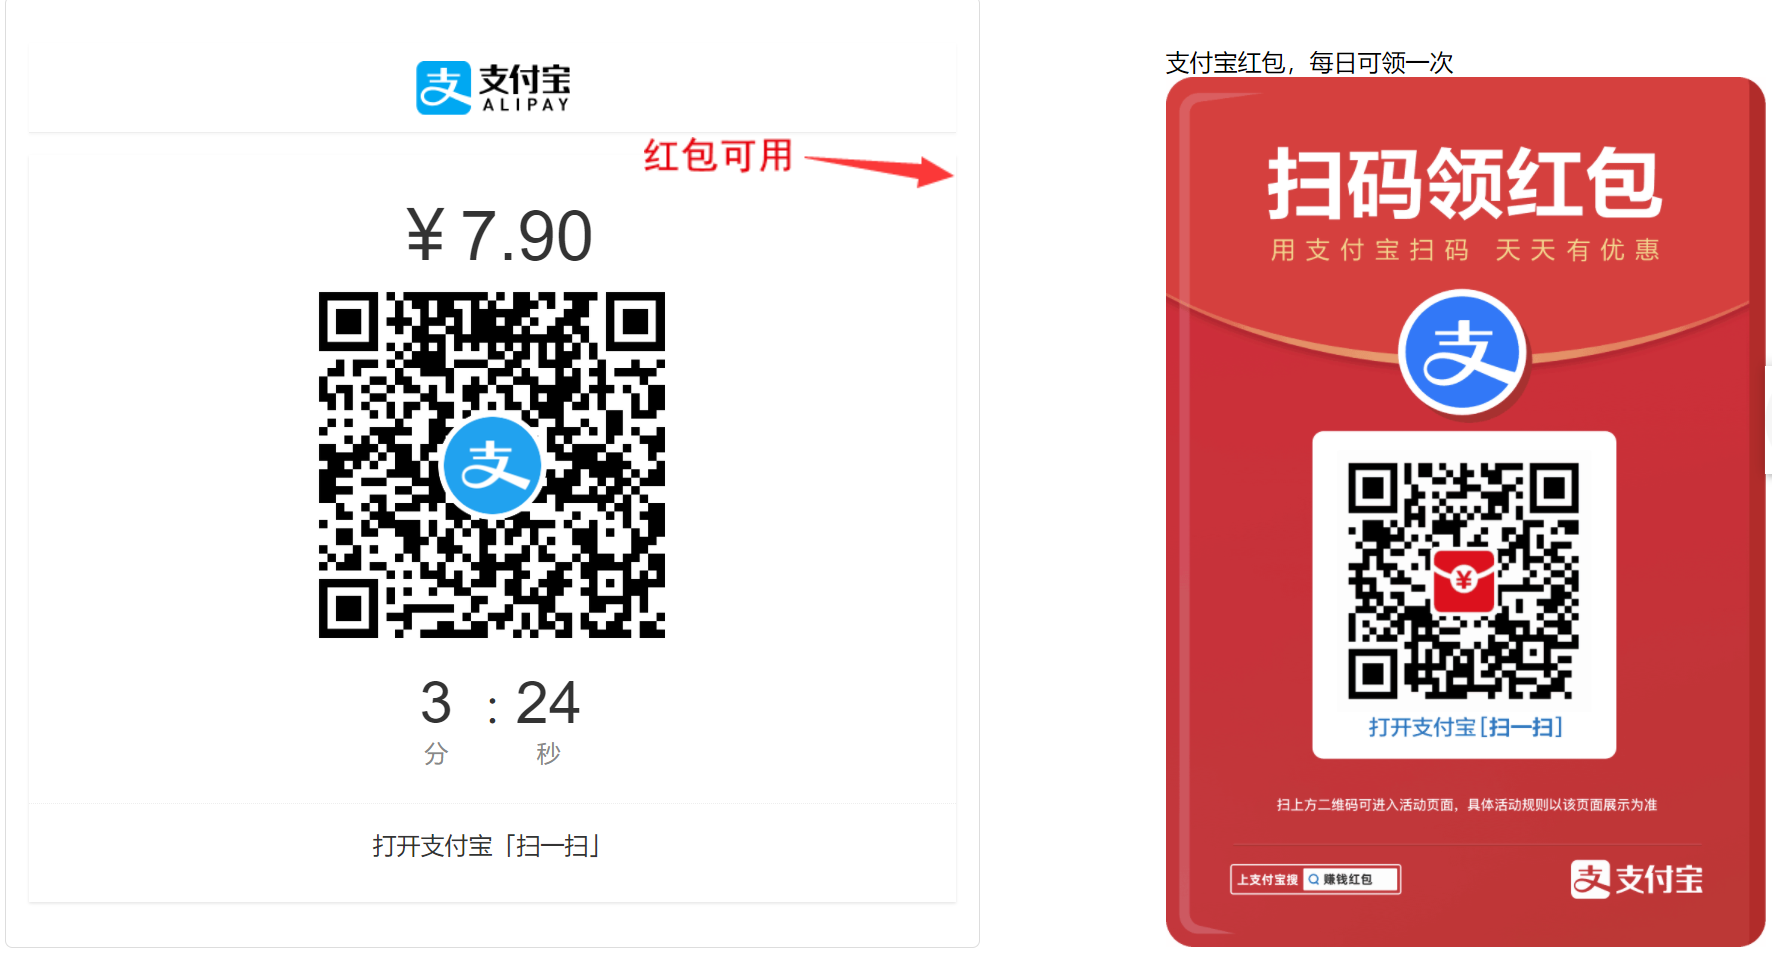 支付宝
ALIPAY
红包可用
¥ 7.90
3 : 24
分 秒
打开支付宝「扫一扫」
支付宝红包，每日可领一次
扫码领红包
用支付宝扫码 天天有优惠
打开支付宝[扫一扫]
扫上方二维码可进入活动页面，具体活动规则以该页面展示为准
上支付宝搜 赚钱红包
支付宝